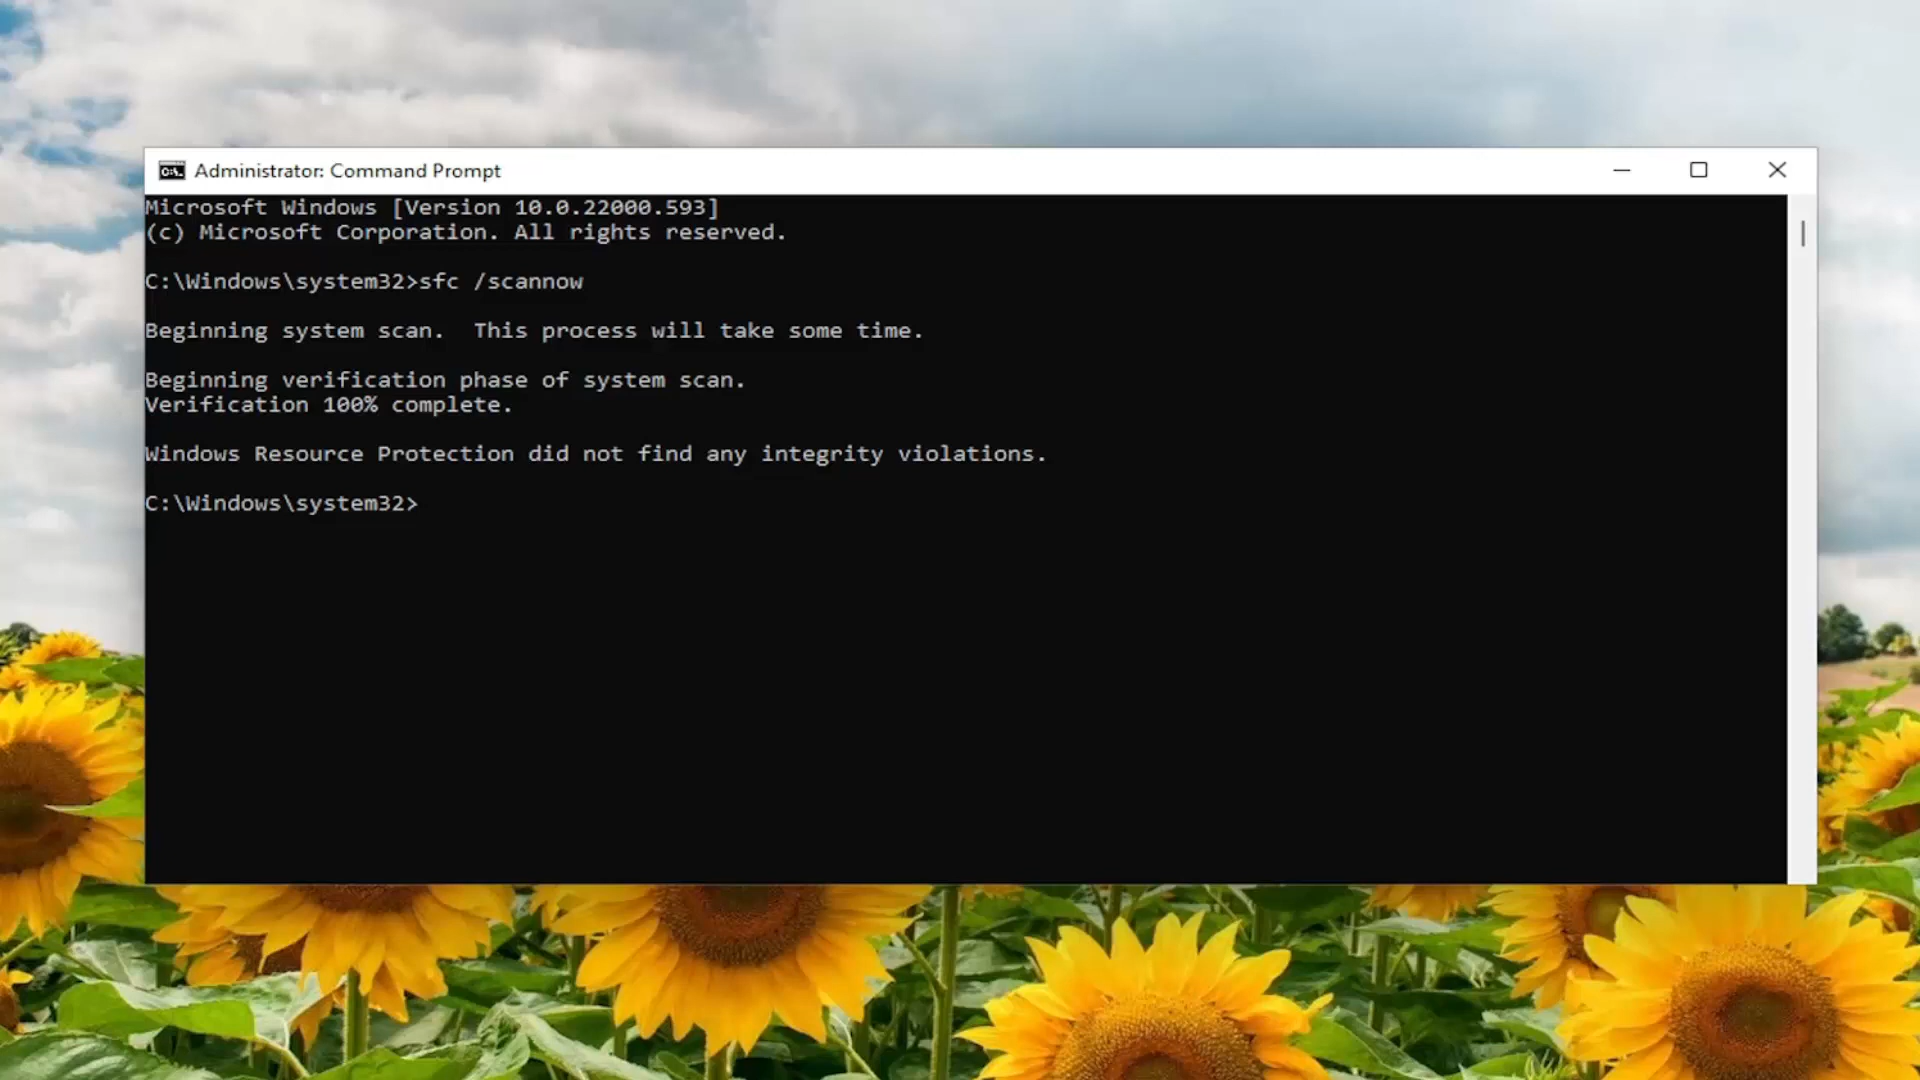 Administrator: Command Prompt
Microsoft Windows [Version 10.0.22000.593]
(c) Microsoft Corporation. All rights reserved.
C:\Windows\system32>sfc /scannow
Beginning system scan.  This process will take some time.
Beginning verification phase of system scan.
Verification 100% complete.
Windows Resource Protection did not find any integrity violations.
C:\Windows\system32>